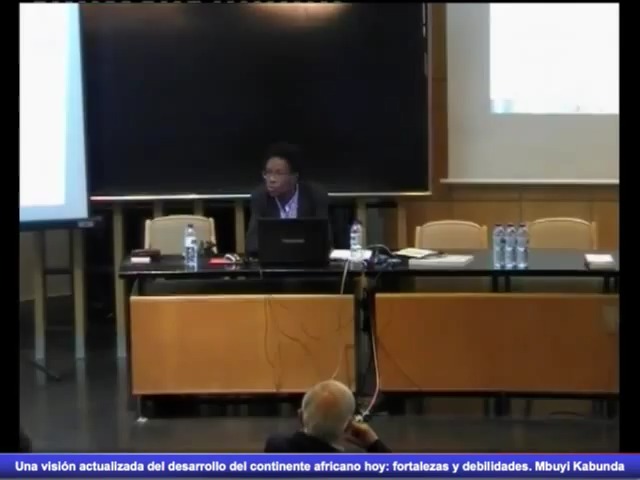 Una visión actualizada del desarrollo del continente africano hoy: fortalezas y debilidades. Mbuyi Kabunda